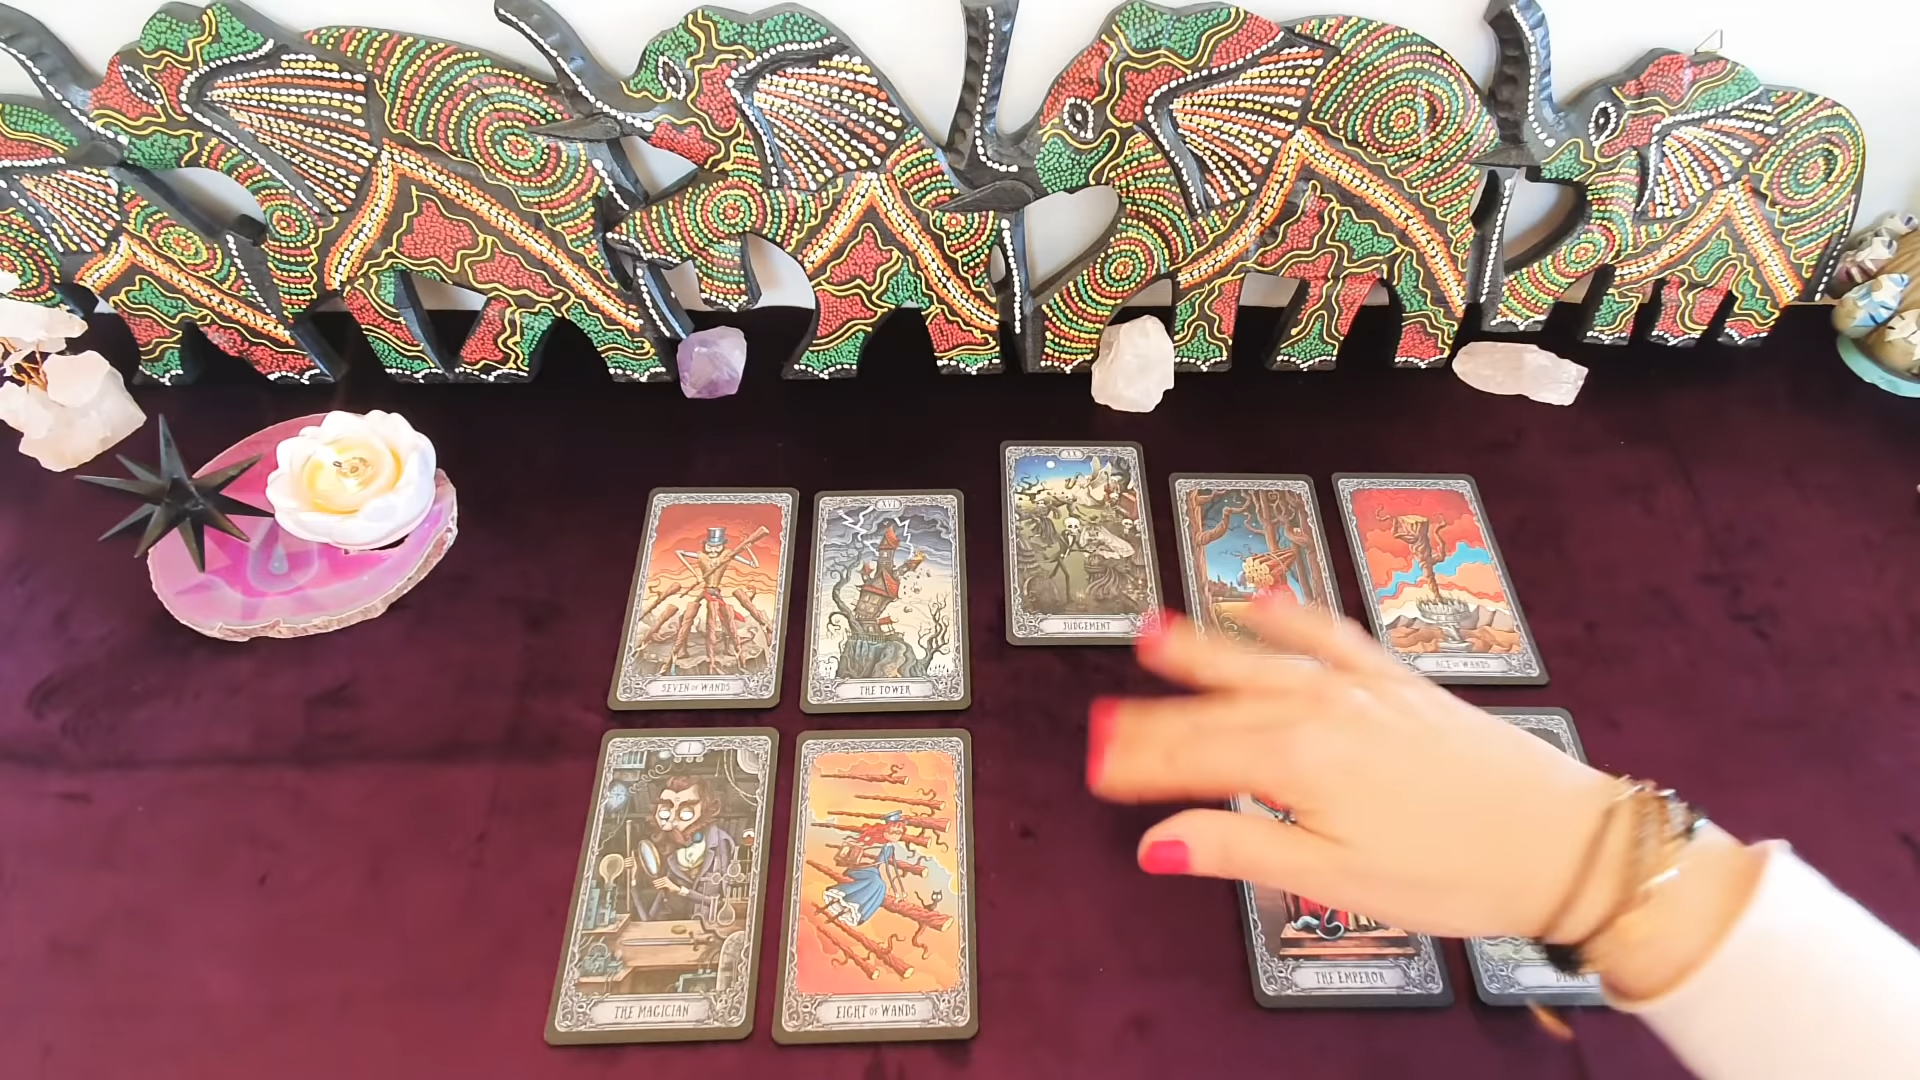 XX
JUDGEMENT
XVI
SEVEN OF WANDS
THE TOWER
ACE OF WANDS
I
THE MAGICIAN
EIGHT OF WANDS
THE EMPEROR